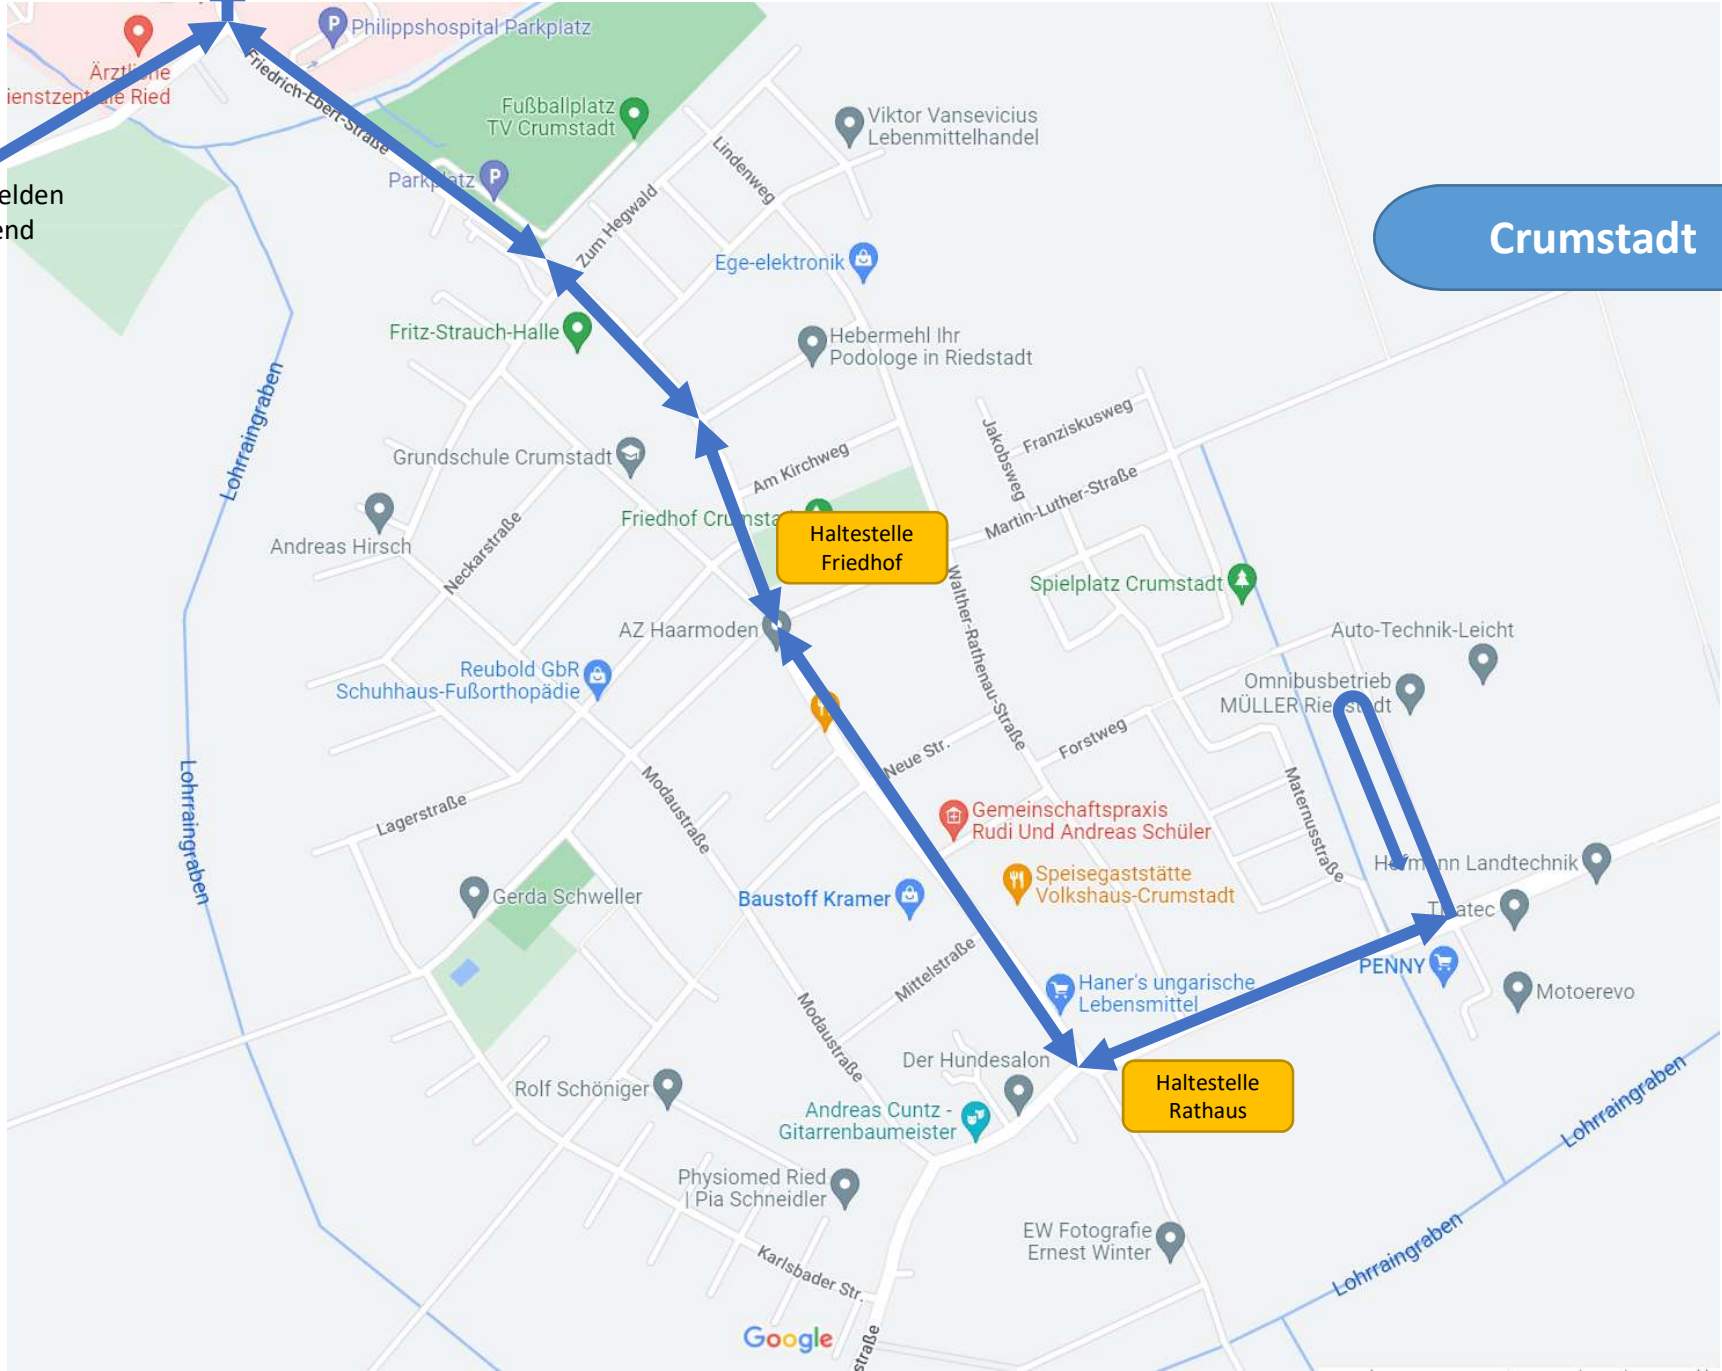 Philippshospital Parkplatz
Ärztliche
ienstzentrale Ried
Friedrich-Ebert-Straße
Fußballplatz
TV Crumstadt
Viktor Vansevicius
Lebenmittelhandel
Lindenweg
Parkplatz
elden
end
Zum Hegwald
Crumstadt
Ege-elektronik
Fritz-Strauch-Halle
Hebermehl Ihr
Podologe in Riedstadt
Lohrraingraben
Franziskusweg
Jakobsweg
Grundschule Crumstadt
Am Kirchweg
Martin-Luther-Straße
Friedhof Crumsta
Haltestelle
Friedhof
Andreas Hirsch
Neckarstraße
Walther-Rathenau-Straße
Spielplatz Crumstadt
AZ Haarmoden
Auto-Technik-Leicht
Reubold GbR
Schuhhaus-Fußorthopädie
Omnibusbetrieb
MÜLLER Riedstadt
Neue Str.
Forstweg
Lohrraingraben
Modaustraße
Maternusstraße
Lagerstraße
Gemeinschaftspraxis
Rudi Und Andreas Schüler
Hofmann Landtechnik
Speisegaststätte
Volkshaus-Crumstadt
Gerda Schweller
Baustoff Kramer
Mittelstraße
PENNY
Haner's ungarische
Lebensmittel
Motoerevo
Modaustraße
Der Hundesalon
Haltestelle
Rathaus
Rolf Schöniger
Andreas Cuntz -
Gitarrenbaumeister
Lohrraingraben
Physiomed Ried
| Pia Schneidler
EW Fotografie
Ernest Winter
Lohrraingraben
Karlsbader Str.
Google
straße